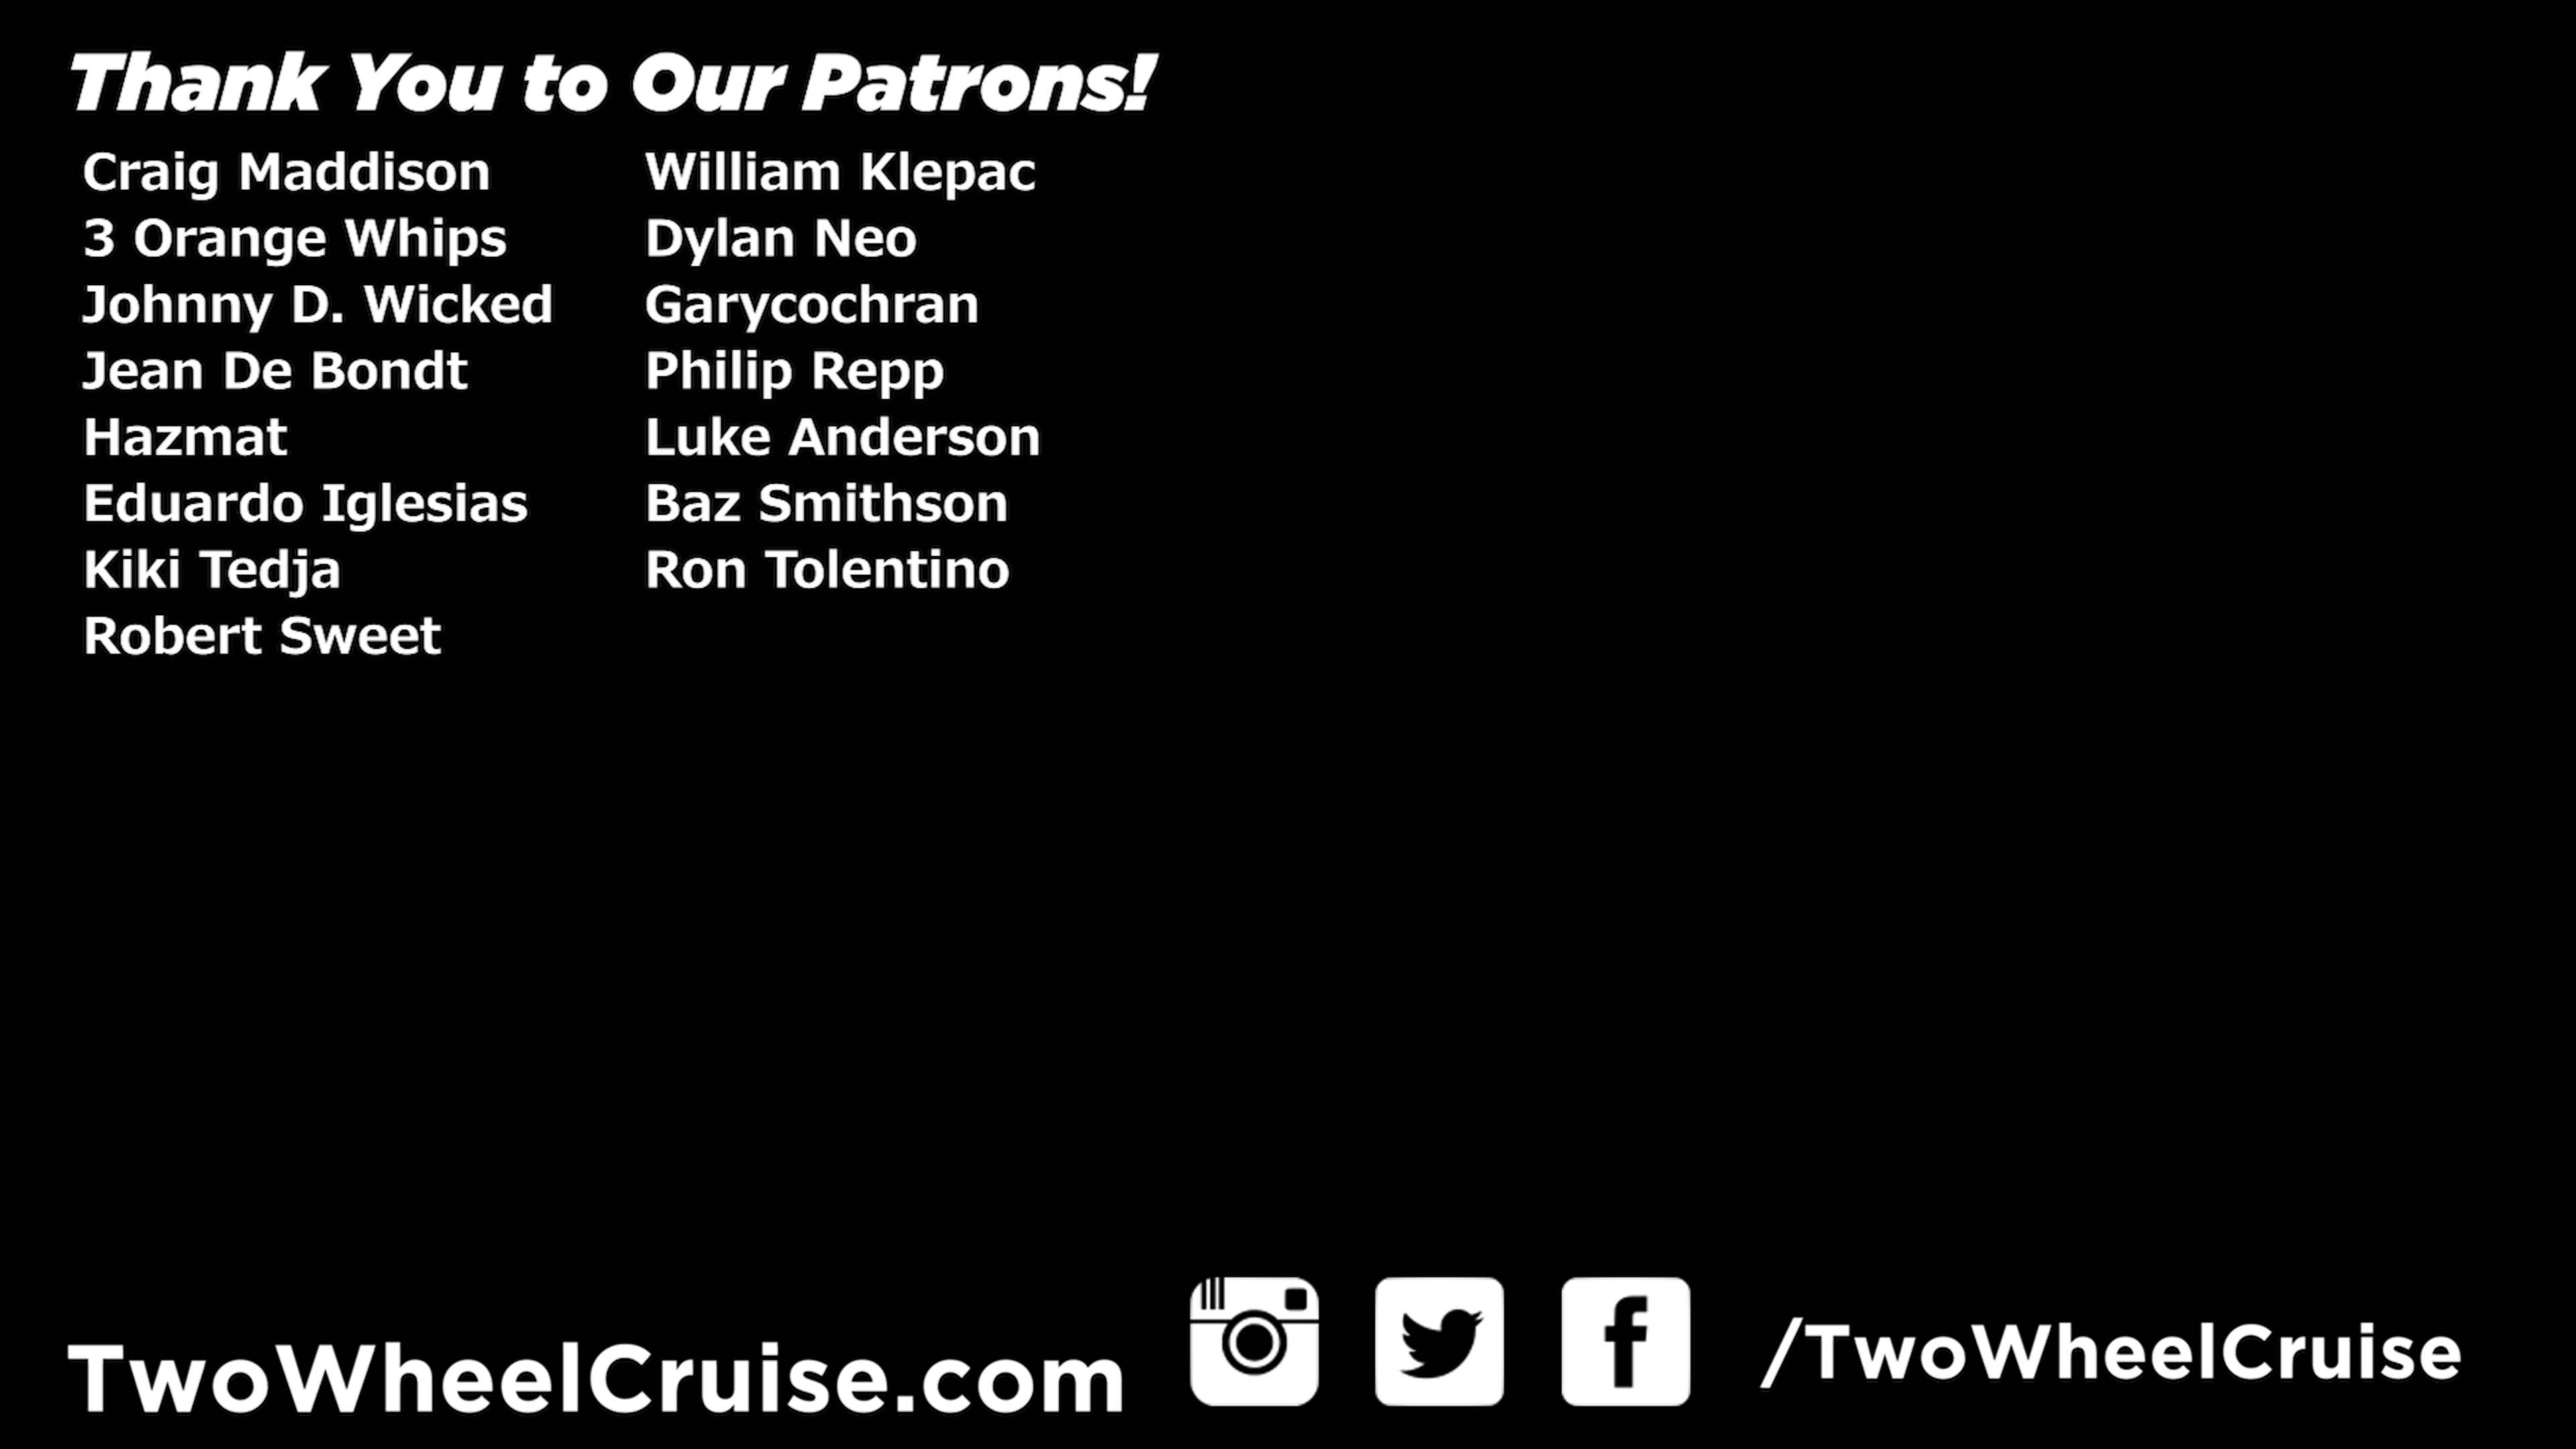 Thank You to Our Patrons!
Craig Maddison
3 Orange Whips
Johnny D. Wicked
Jean De Bondt
Hazmat
Eduardo Iglesias
Kiki Tedja
Robert Sweet
William Klepac
Dylan Neo
Garycochran
Philip Repp
Luke Anderson
Baz Smithson
Ron Tolentino
TwoWheelCruise.com
/TwoWheelCruise